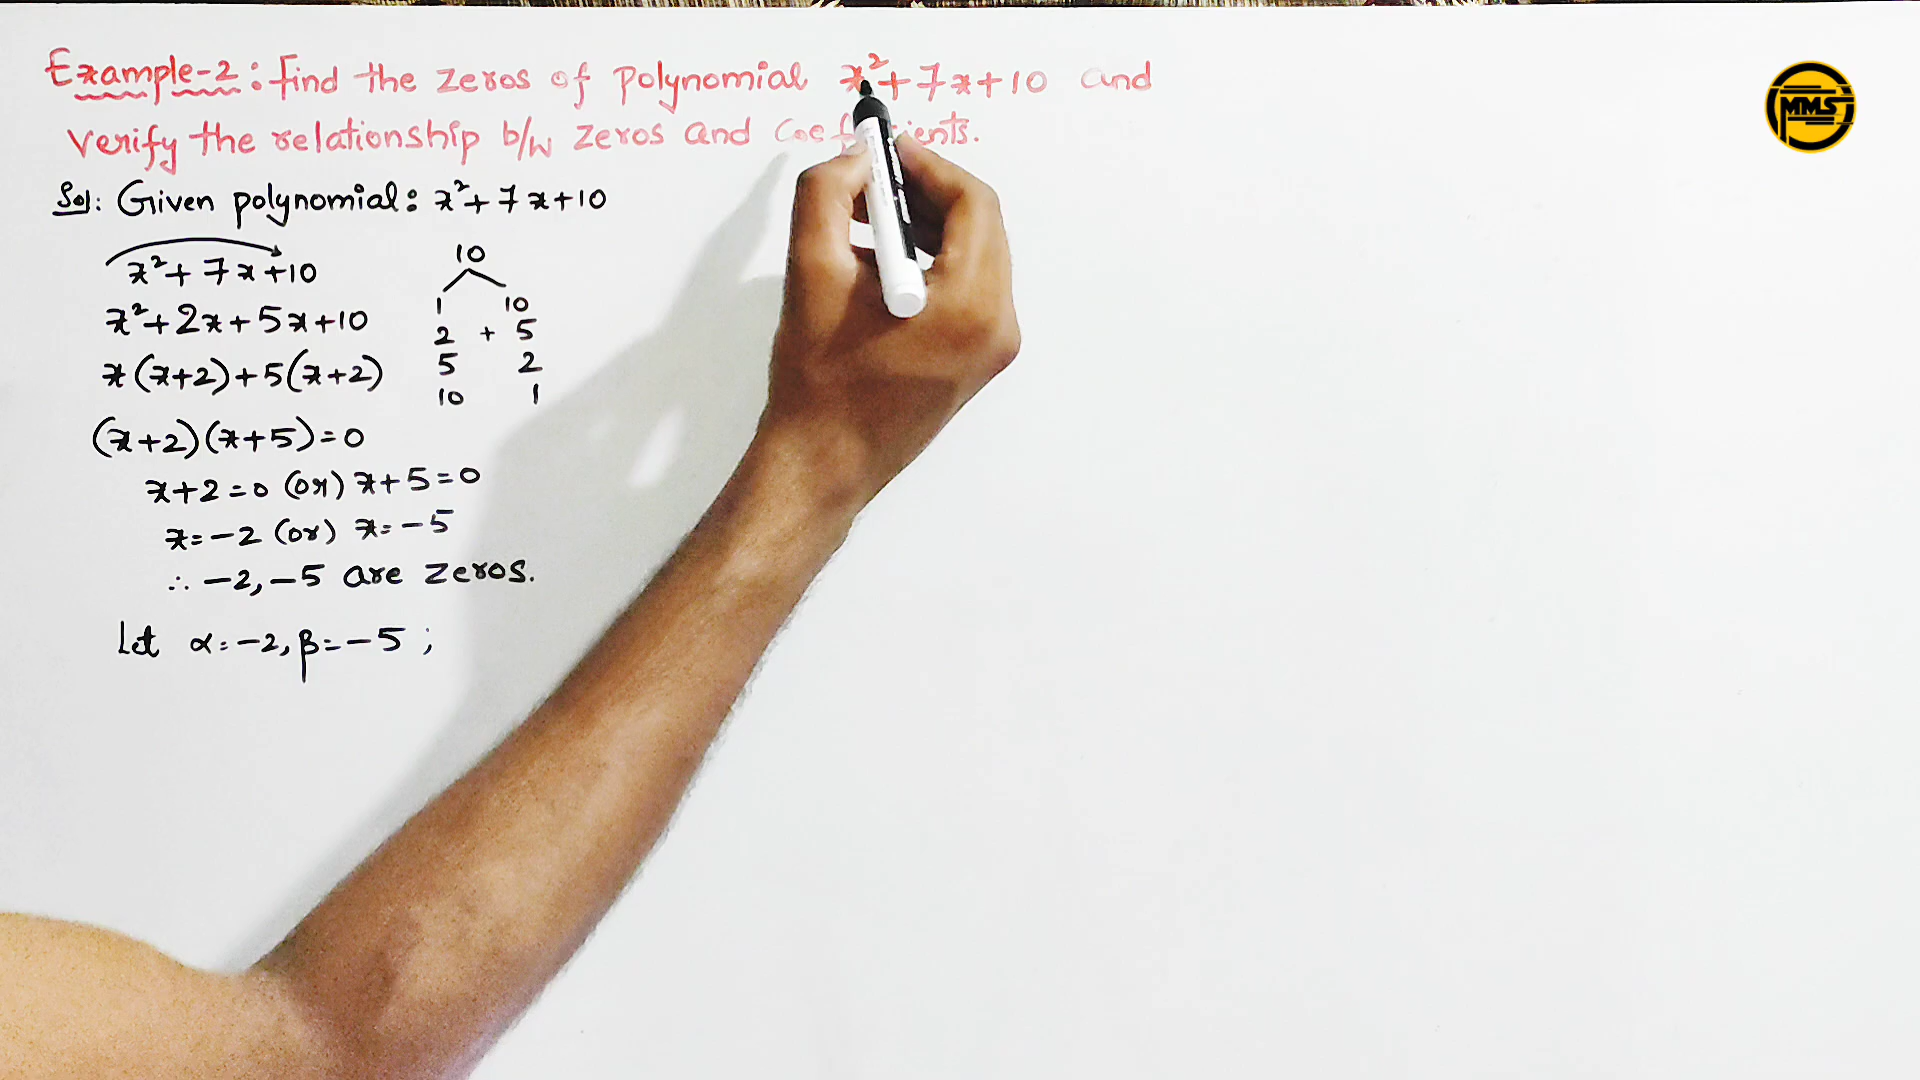 Example-2: Find the zeros of polynomial x²+7x+10 and
Verify the relationship b/w zeros and Coefficients.
Sol: Given polynomial: x²+7x+10
x²+7x+10
x²+2x+5x+10
x(x+2)+5(x+2)
(x+2)(x+5)=0
x+2=0 (or) x+5=0
x=-2 (or) x=-5
∴ -2,-5 are zeros.
Let α=-2, β=-5 ;
10
1 10
2 + 5
5 2
10 1
MMS